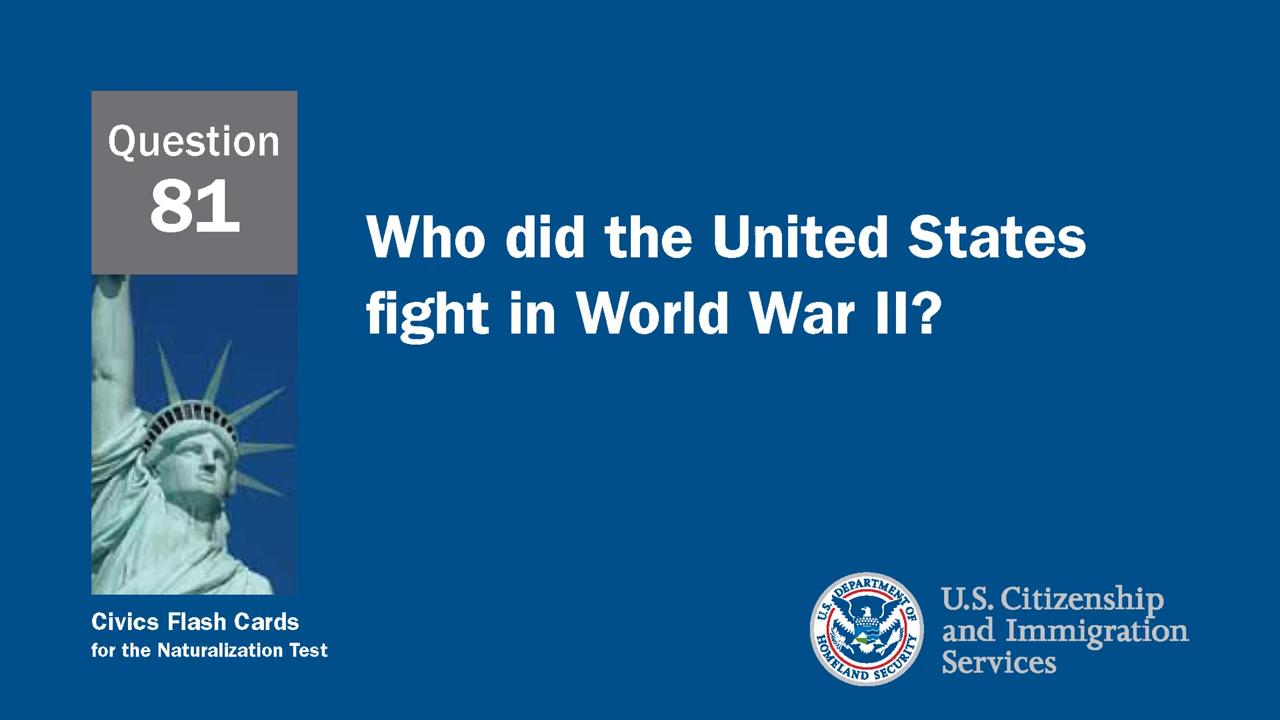 Question
81
Who did the United States
fight in World War II?
Civics Flash Cards
for the Naturalization Test
U.S. DEPARTMENT OF
HOMELAND SECURITY
U.S. Citizenship
and Immigration
Services